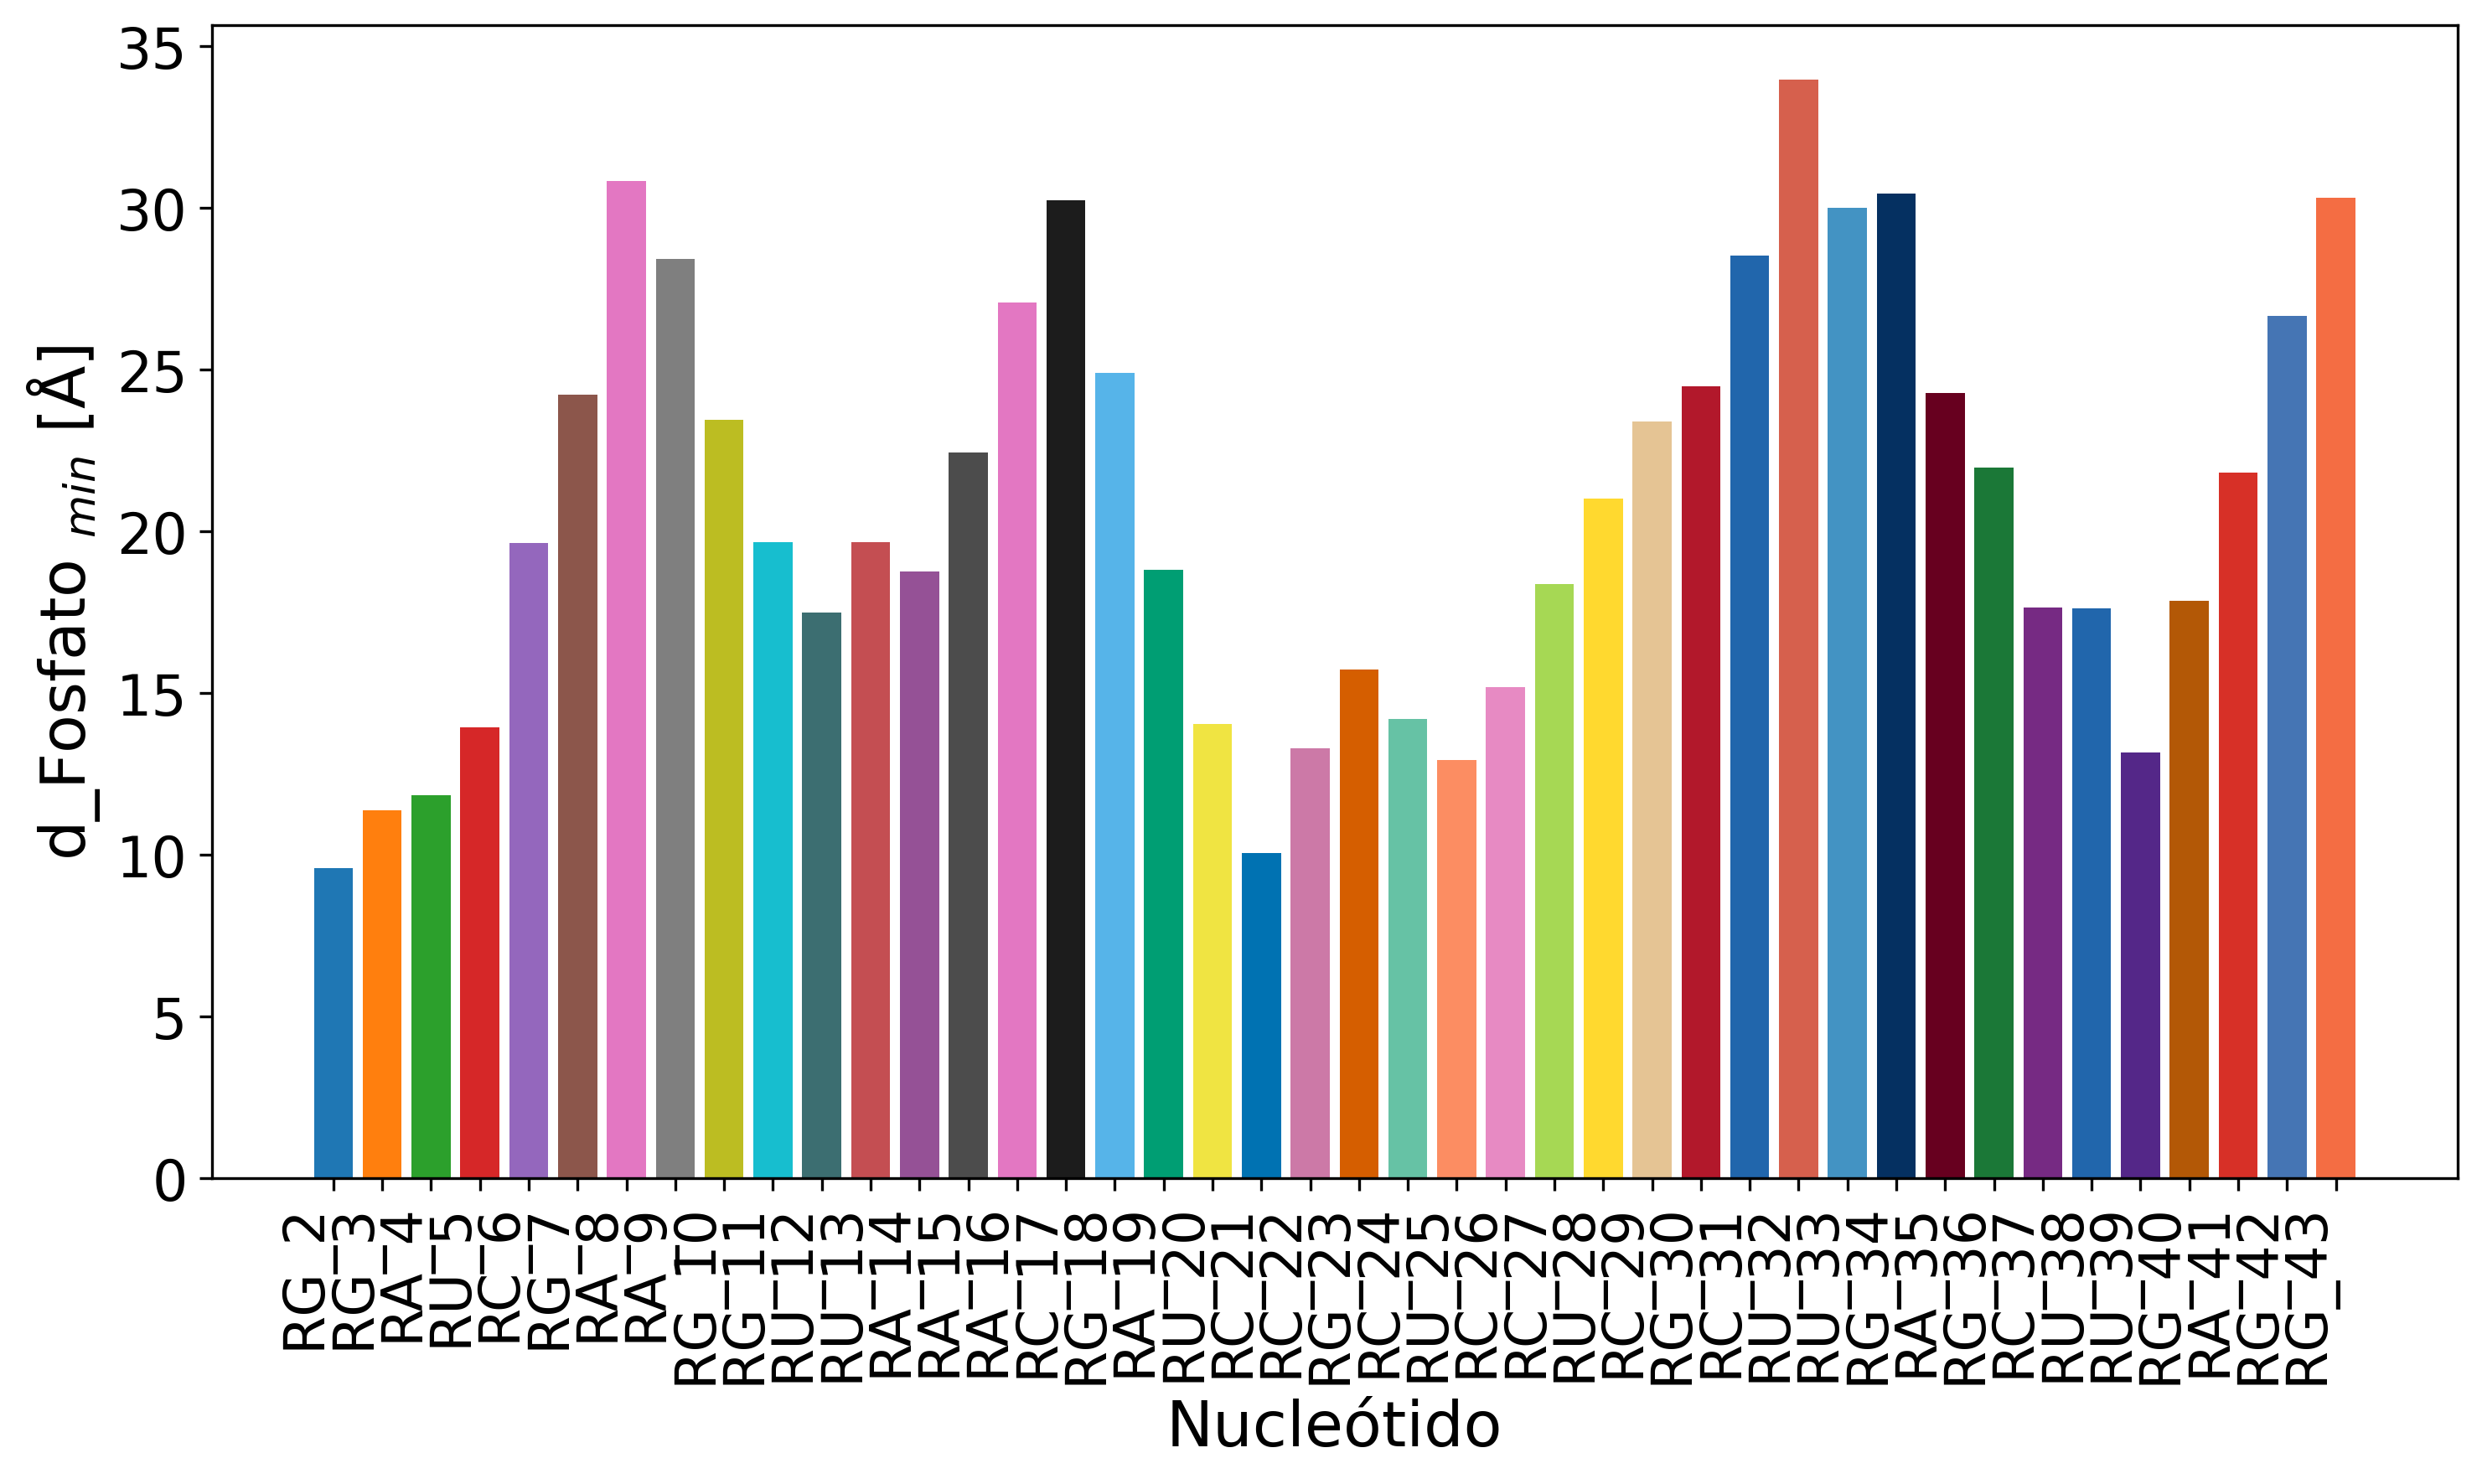 d_Fosfato min [Å]
35
30
25
20
15
10
5
0
RG_2
RG_3
RA_4
RU_5
RC_6
RG_7
RA_8
RA_9
RG_10
RG_11
RU_12
RU_13
RA_14
RA_15
RA_16
RC_17
RG_18
RA_19
RU_20
RC_21
RC_22
RG_23
RC_24
RU_25
RC_26
RC_27
RU_28
RC_29
RG_30
RC_31
RU_32
RU_33
RG_34
RA_35
RG_36
RC_37
RU_38
RU_39
RG_40
RA_41
RG_42
RG_43
Nucleótido